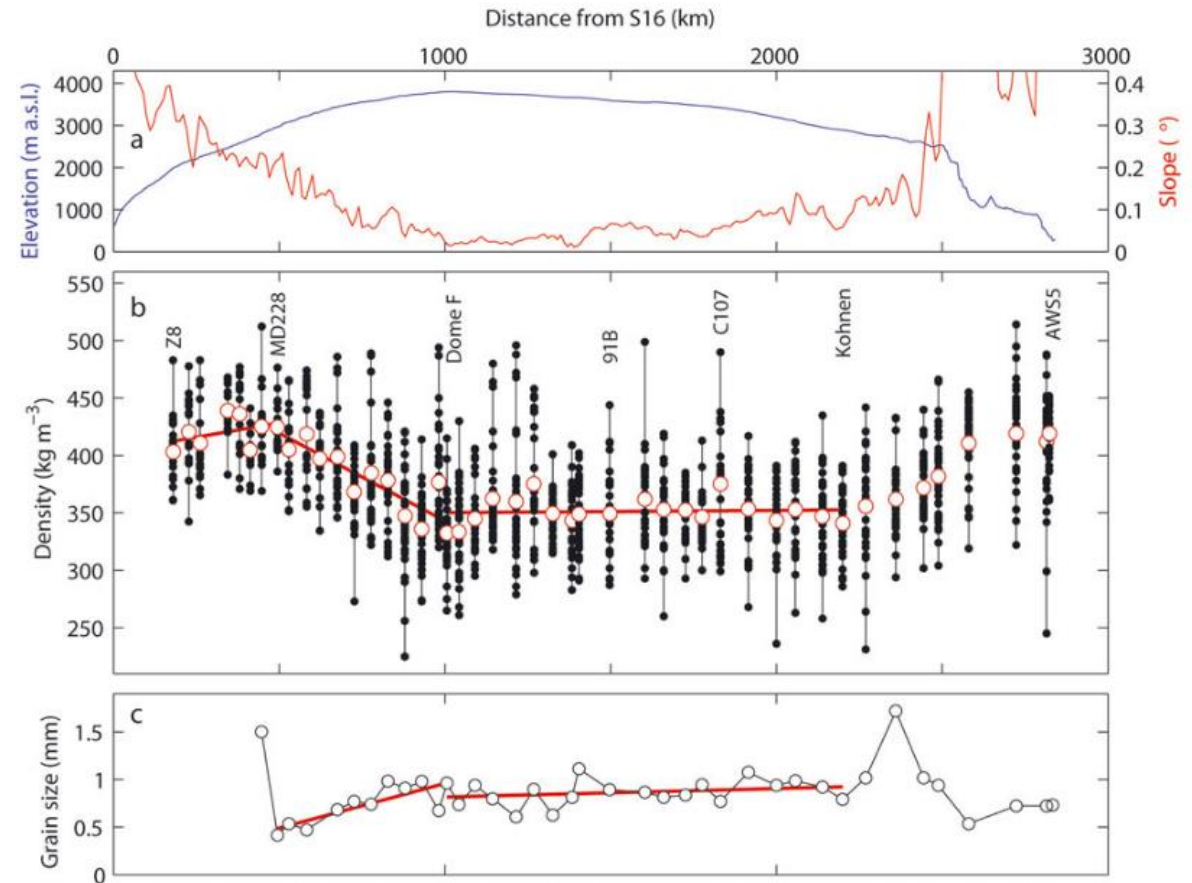 Distance from S16 (km)
0 1000 2000 3000
Elevation (m a.s.l.)
4000
3000
2000
1000
0
a
0.4
0.3
0.2
0.1
0
Slope (°)
b
Density (kg m⁻³)
550
500
450
400
350
300
250
Z8
MD228
Dome F
91B
C107
Kohnen
AWS5
c
Grain size (mm)
1.5
1
0.5
0